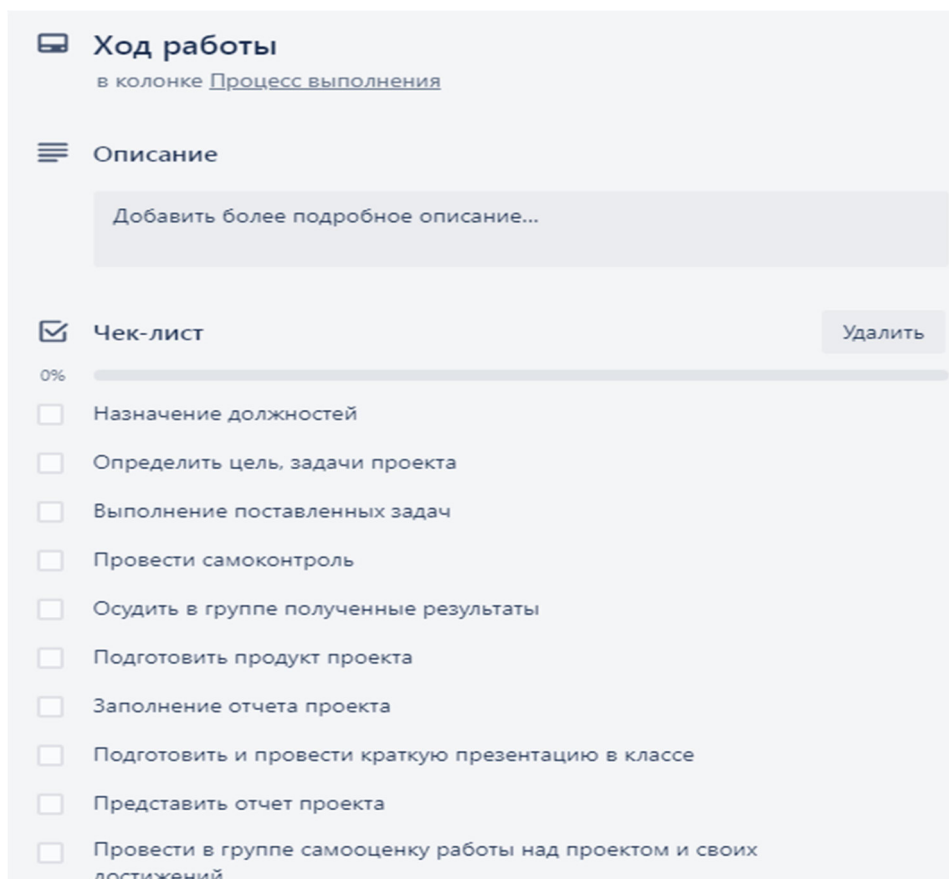 Ход работы
в колонке Процесс выполнения
Описание
Добавить более подробное описание...
Чек-лист
Удалить
0%
Назначение должностей
Определить цель, задачи проекта
Выполнение поставленных задач
Провести самоконтроль
Осудить в группе полученные результаты
Подготовить продукт проекта
Заполнение отчета проекта
Подготовить и провести краткую презентацию в классе
Представить отчет проекта
Провести в группе самооценку работы над проектом и своих
достижений